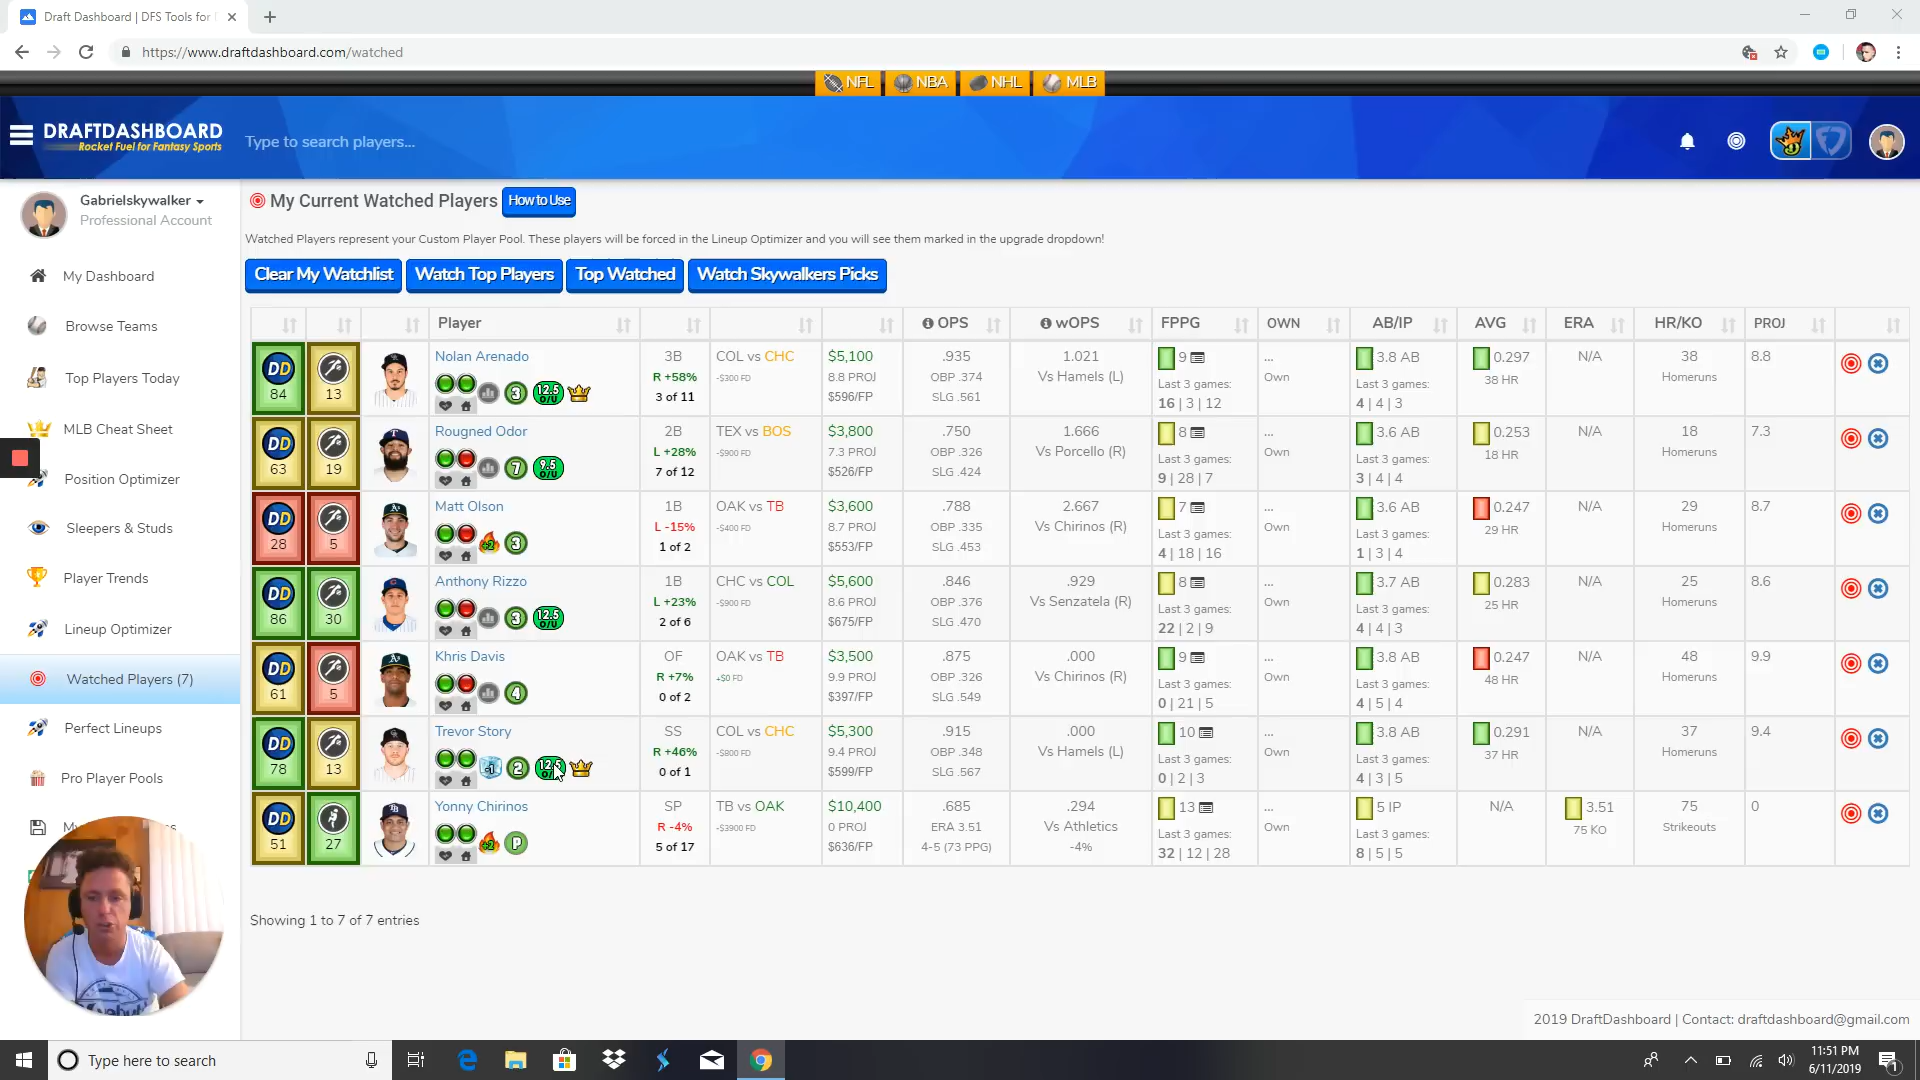 Draft Dashboard | DFS Tools for
https://www.draftdashboard.com/watched
NFL NBA NHL MLB
DRAFTDASHBOARD
Rocket Fuel for Fantasy Sports
Type to search players...
Gabrielskywalker
Professional Account
My Dashboard
Browse Teams
Top Players Today
MLB Cheat Sheet
Position Optimizer
Sleepers & Studs
Player Trends
Lineup Optimizer
Watched Players (7)
Perfect Lineups
Pro Player Pools
My Current Watched Players How to Use
Watched Players represent your Custom Player Pool. These players will be forced in the Lineup Optimizer and you will see them marked in the upgrade dropdown!
Clear My Watchlist Watch Top Players Top Watched Watch Skywalkers Picks
Player OPS wOPS FPPG OWN AB/IP AVG ERA HR/KO PROJ
Nolan Arenado 3B COL vs CHC $5,100 .935 1.021 9 ... 3.8 AB 0.297 N/A 38 8.8
DD R +58% -$300 FD 8.8 PROJ OBP .374 Vs Hamels (L) Last 3 games: Own Last 3 games: 38 HR Homeruns
84 13 3 12.5 O/U 3 of 11 $596/FP SLG .561 16 | 3 | 12 4 | 4 | 3
Rougned Odor 2B TEX vs BOS $3,800 .750 1.666 8 ... 3.6 AB 0.253 N/A 18 7.3
DD L +28% -$900 FD 7.3 PROJ OBP .326 Vs Porcello (R) Last 3 games: Own Last 3 games: 18 HR Homeruns
63 19 7 9.5 O/U 7 of 12 $526/FP SLG .424 9 | 28 | 7 3 | 4 | 4
Matt Olson 1B OAK vs TB $3,600 .788 2.667 7 ... 3.6 AB 0.247 N/A 29 8.7
DD L -15% -$400 FD 8.7 PROJ OBP .335 Vs Chirinos (R) Last 3 games: Own Last 3 games: 29 HR Homeruns
28 5 +2 3 1 of 2 $553/FP SLG .453 4 | 18 | 16 1 | 3 | 4
Anthony Rizzo 1B CHC vs COL $5,600 .846 .929 8 ... 3.7 AB 0.283 N/A 25 8.6
DD L +23% -$900 FD 8.6 PROJ OBP .376 Vs Senzatela (R) Last 3 games: Own Last 3 games: 25 HR Homeruns
86 30 3 12.5 O/U 2 of 6 $675/FP SLG .470 22 | 2 | 9 4 | 4 | 3
Khris Davis OF OAK vs TB $3,500 .875 .000 9 ... 3.8 AB 0.247 N/A 48 9.9
DD R +7% +$0 FD 9.9 PROJ OBP .326 Vs Chirinos (R) Last 3 games: Own Last 3 games: 48 HR Homeruns
61 5 4 0 of 2 $397/FP SLG .549 0 | 21 | 5 4 | 5 | 4
Trevor Story SS COL vs CHC $5,300 .915 .000 10 ... 3.8 AB 0.291 N/A 37 9.4
DD R +46% -$800 FD 9.4 PROJ OBP .348 Vs Hamels (L) Last 3 games: Own Last 3 games: 37 HR Homeruns
78 13 -1 2 0 of 1 $599/FP SLG .567 0 | 2 | 3 4 | 3 | 5
Yonny Chirinos SP TB vs OAK $10,400 .685 .294 13 ... 5 IP N/A 3.51 75 0
DD R -4% -$3900 FD 0 PROJ ERA 3.51 Vs Athletics Last 3 games: Own Last 3 games: 75 KO Strikeouts
51 27 +2 P 5 of 17 $636/FP 4-5 (73 PPG) -4% 32 | 12 | 28 8 | 5 | 5
Showing 1 to 7 of 7 entries
2019 DraftDashboard | Contact: draftdashboard@gmail.com
Type here to search
11:51 PM
6/11/2019
1